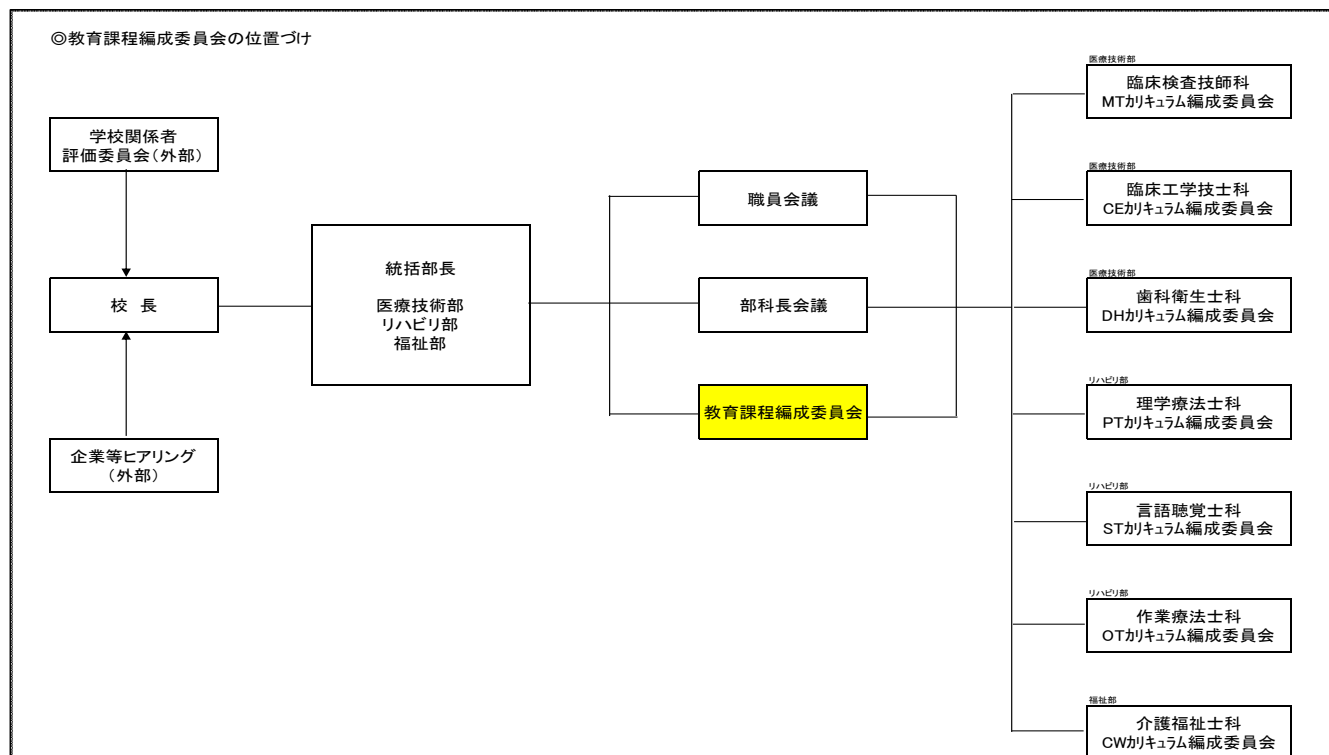 ◎教育課程編成委員会の位置づけ
学校関係者
評価委員会(外部)
校 長
企業等ヒアリング
(外部)
統括部長
医療技術部
リハビリ部
福祉部
職員会議
部科長会議
教育課程編成委員会
医療技術部
臨床検査技師科
MTカリキュラム編成委員会
医療技術部
臨床工学技士科
CEカリキュラム編成委員会
医療技術部
歯科衛生士科
DHカリキュラム編成委員会
リハビリ部
理学療法士科
PTカリキュラム編成委員会
リハビリ部
言語聴覚士科
STカリキュラム編成委員会
リハビリ部
作業療法士科
OTカリキュラム編成委員会
福祉部
介護福祉士科
CWカリキュラム編成委員会